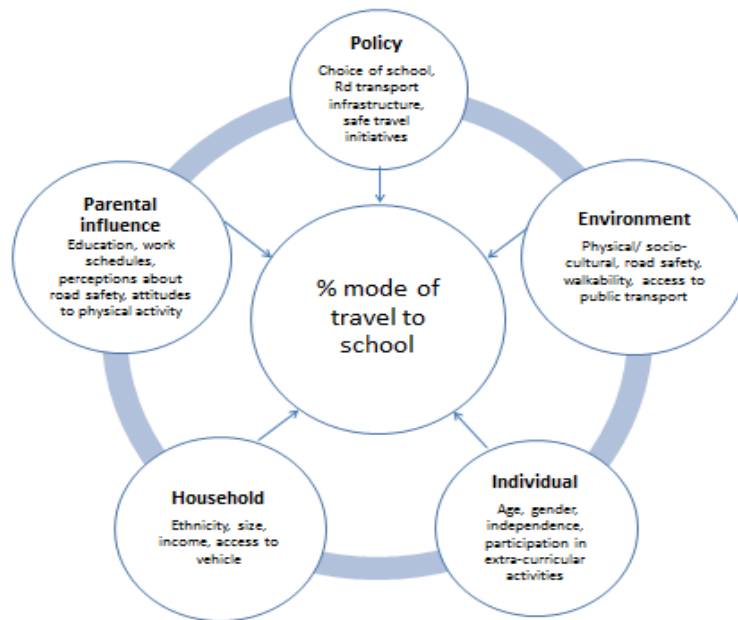 Policy
Choice of school,
Rd transport
infrastructure,
safe travel
initiatives
Parental
influence
Education, work
schedules,
perceptions about
road safety, attitudes
to physical activity
Environment
Physical/ socio-
cultural, road safety,
walkability, access to
public transport
% mode of
travel to
school
Household
Ethnicity, size,
income, access to
vehicle
Individual
Age, gender,
independence,
participation in
extra-curricular
activities